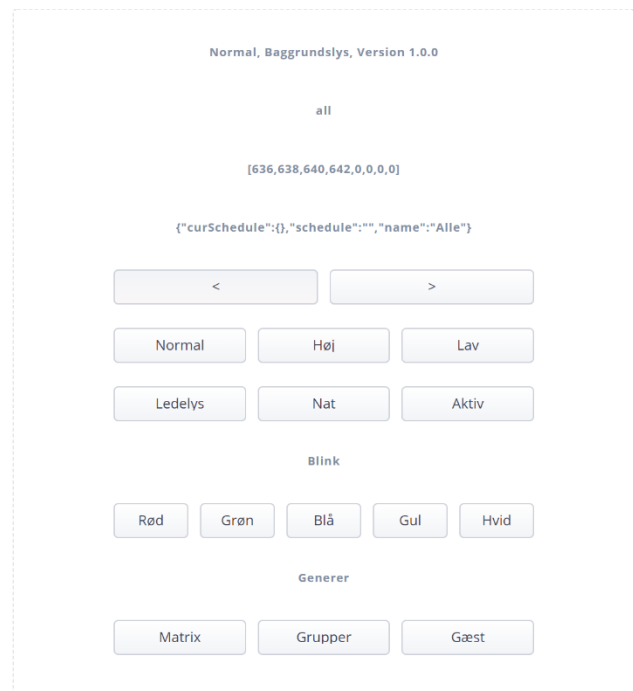 Normal, Baggrundslys, Version 1.0.0
all
[636,638,640,642,0,0,0,0]
{"curSchedule":{},"schedule":"","name":"Alle"}
< >
Normal Høj Lav
Ledelys Nat Aktiv
Blink
Rød Grøn Blå Gul Hvid
Generer
Matrix Grupper Gæst